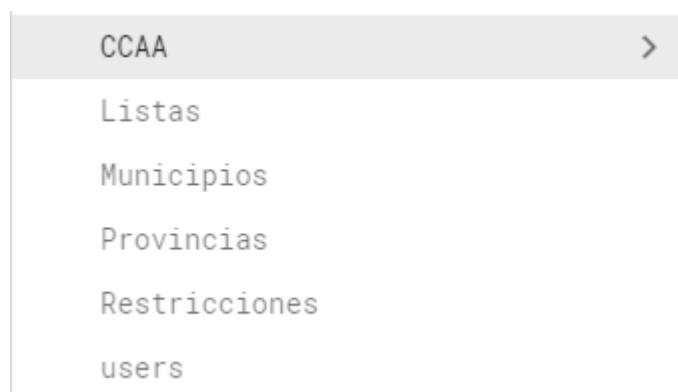 CCAA
Listas
Municipios
Provincias
Restricciones
users